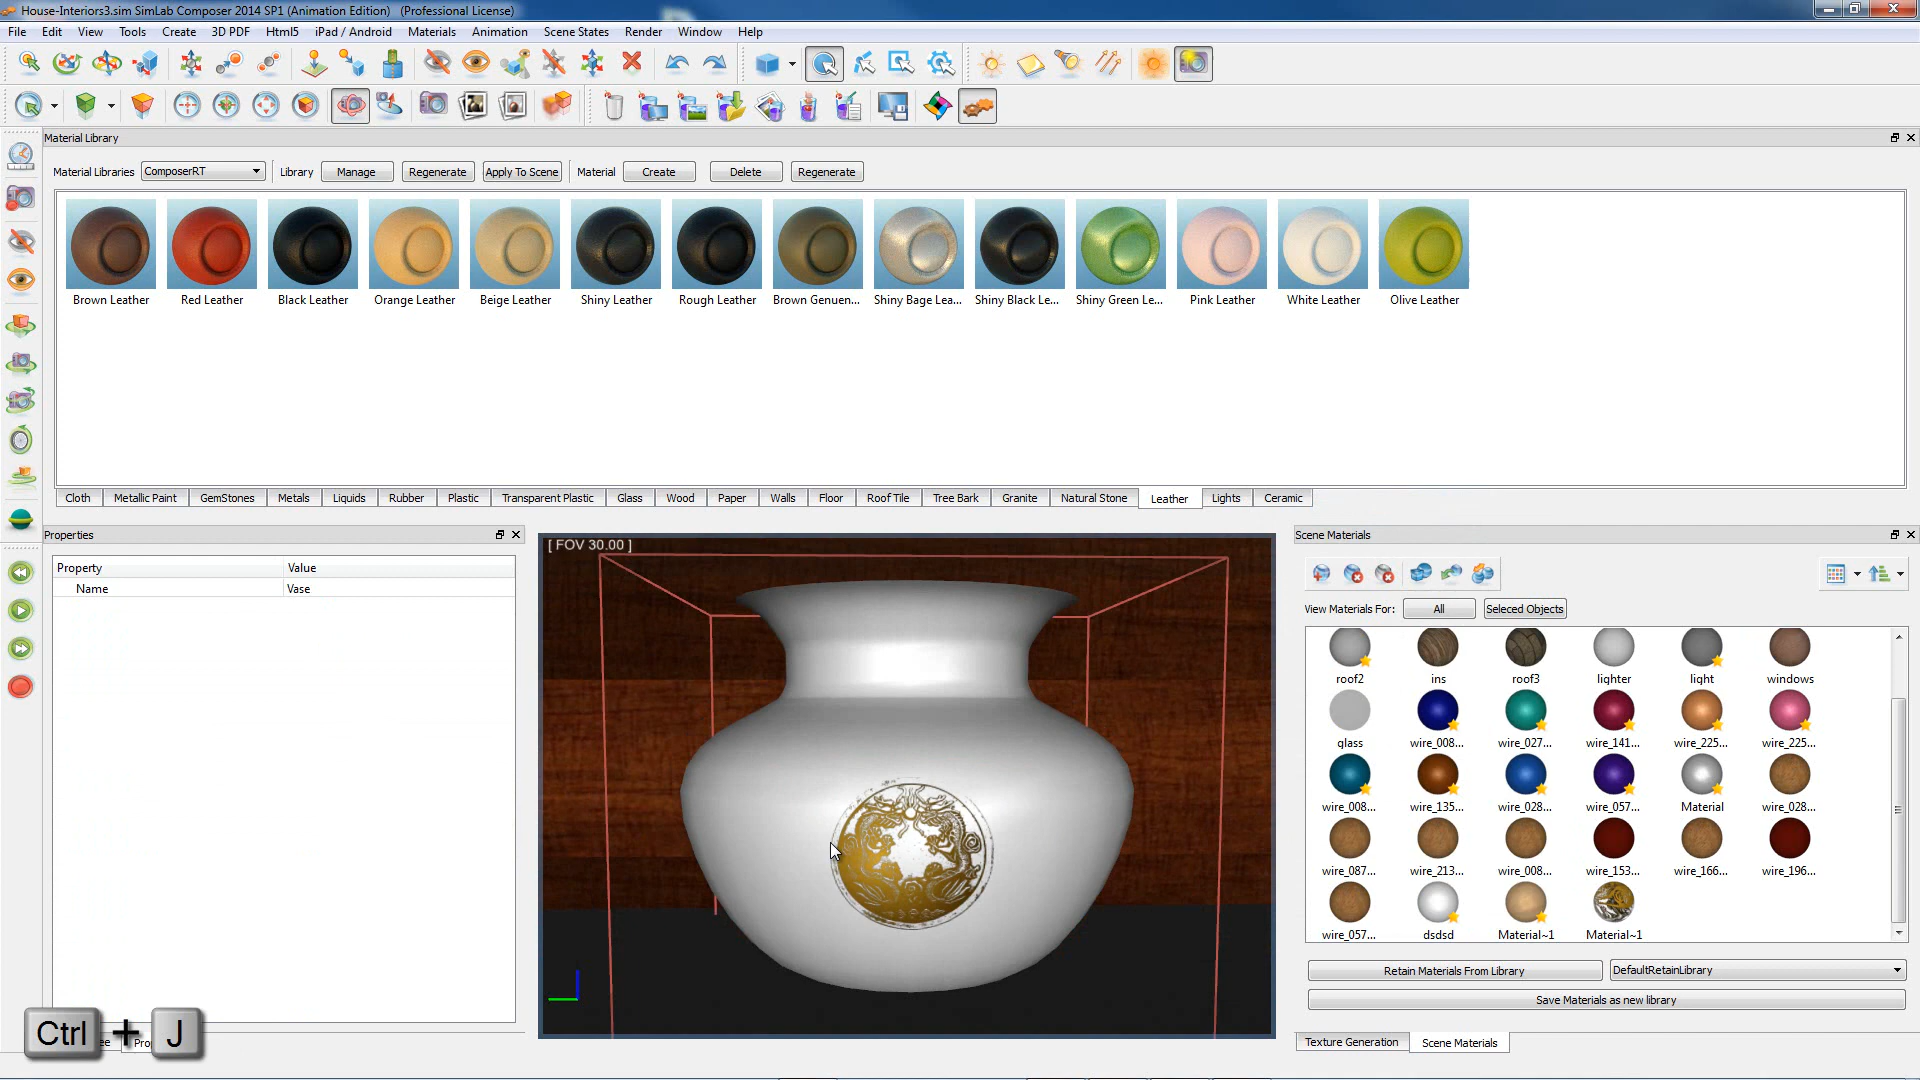 House-Interiors3.sim SimLab Composer 2014 SP1 (Animation Edition)   (Professional License)
File Edit View Tools Create 3D PDF Html5 iPad / Android Materials Animation Scene States Render Window Help
Material Library
Material Libraries ComposerRT Library Manage Regenerate Apply To Scene Material Create Delete Regenerate
Brown Leather Red Leather Black Leather Orange Leather Beige Leather Shiny Leather Rough Leather Brown Genuen... Shiny Bage Lea... Shiny Black Le... Shiny Green Le... Pink Leather White Leather Olive Leather
Cloth Metallic Paint GemStones Metals Liquids Rubber Plastic Transparent Plastic Glass Wood Paper Walls Floor Roof Tile Tree Bark Granite Natural Stone Leather Lights Ceramic
Properties
Property Value
Name Vase
[ FOV 30.00 ]
Scene Materials
View Materials For: All Seleced Objects
roof2 ins roof3 lighter light windows
glass wire_008... wire_027... wire_141... wire_225... wire_225...
wire_008... wire_135... wire_028... wire_057... Material wire_028...
wire_087... wire_213... wire_008... wire_153... wire_166... wire_196...
wire_057... dsdsd Material~1 Material~1
Retain Materials From Library DefaultRetainLibrary
Save Materials as new library
Texture Generation Scene Materials
Ctrl + J